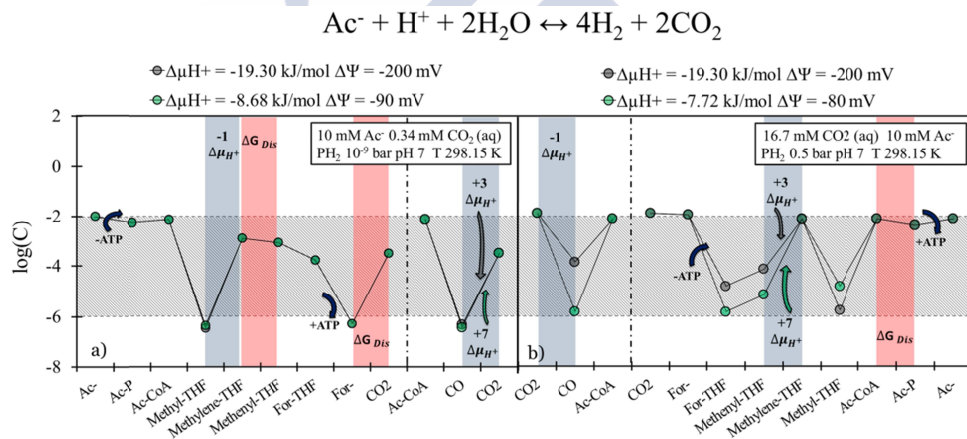 Ac⁻ + H⁺ + 2H₂O ↔ 4H₂ + 2CO₂
ΔμH+ = -19.30 kJ/mol ΔΨ = -200 mV
ΔμH+ = -8.68 kJ/mol ΔΨ = -90 mV
ΔμH+ = -19.30 kJ/mol ΔΨ = -200 mV
ΔμH+ = -7.72 kJ/mol ΔΨ = -80 mV
log(C)
2
0
-2
-4
-6
-8
-1
Δμ_H⁺
ΔG Dis
10 mM Ac⁻ 0.34 mM CO₂ (aq)
PH₂ 10⁻⁹ bar pH 7 T 298.15 K
-ATP
+ATP
ΔG Dis
+3
Δμ_H⁺
+7
Δμ_H⁺
a)
Ac-
Ac-P
Ac-CoA
Methyl-THF
Methylene-THF
Methenyl-THF
For-THF
For-
CO2
Ac-CoA
CO
CO2
-1
Δμ_H⁺
16.7 mM CO2 (aq) 10 mM Ac⁻
PH₂ 0.5 bar pH 7 T 298.15 K
+3
Δμ_H⁺
-ATP
+ATP
+7
Δμ_H⁺
ΔG Dis
b)
CO2
CO
Ac-CoA
CO2
For-
For-THF
Methenyl-THF
Methylene-THF
Methyl-THF
Ac-CoA
Ac-P
Ac-